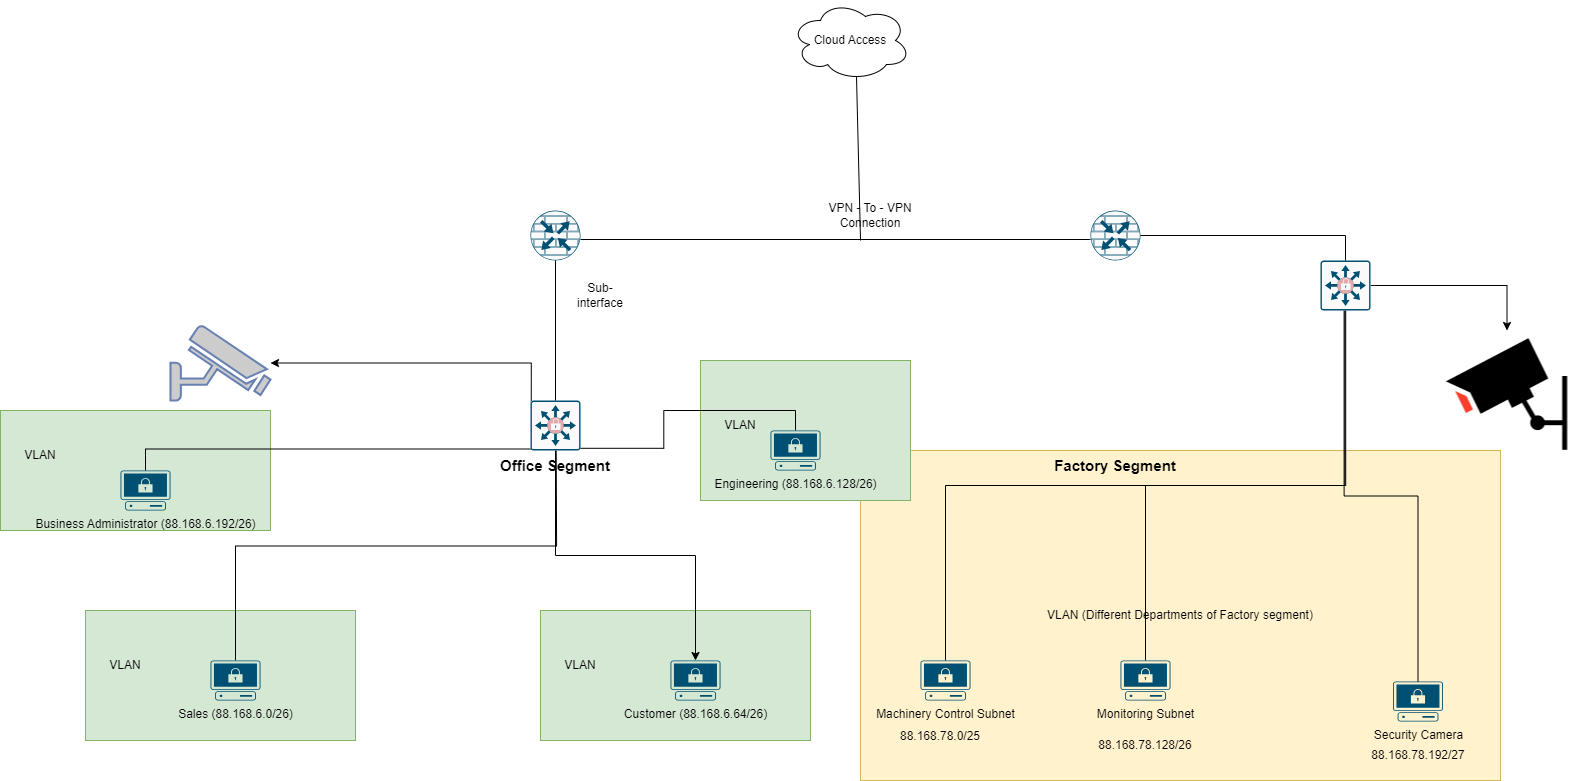 Cloud Access
VPN - To - VPN
Connection
Sub-
interface
VLAN
Business Administrator (88.168.6.192/26)
Office Segment
VLAN
Engineering (88.168.6.128/26)
Factory Segment
VLAN
Sales (88.168.6.0/26)
VLAN
Customer (88.168.6.64/26)
VLAN (Different Departments of Factory segment)
Machinery Control Subnet
88.168.78.0/25
Monitoring Subnet
88.168.78.128/26
Security Camera
88.168.78.192/27